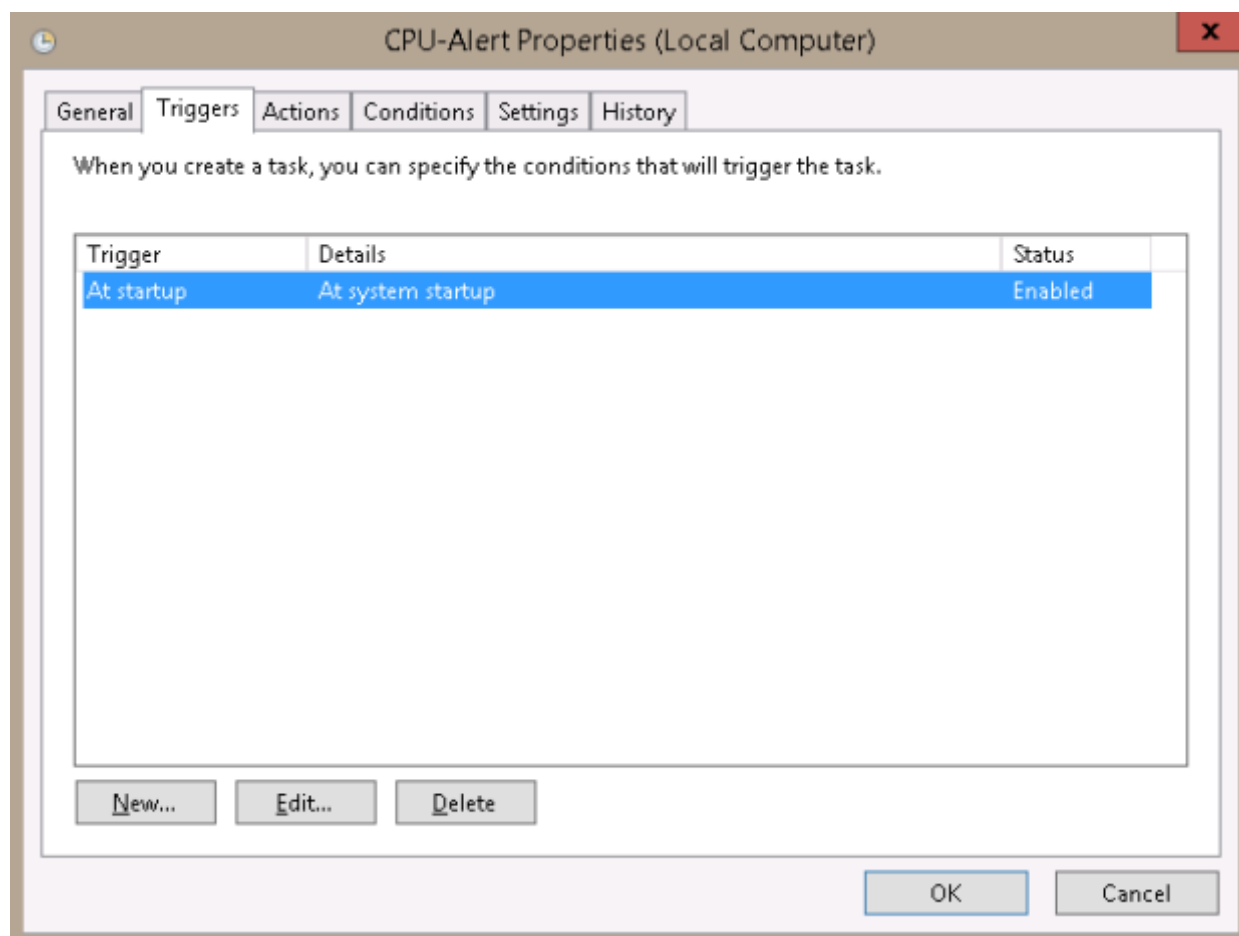 CPU-Alert Properties (Local Computer)
x
General Triggers Actions Conditions Settings History
When you create a task, you can specify the conditions that will trigger the task.
Trigger Details Status
At startup At system startup Enabled
New... Edit... Delete
OK Cancel